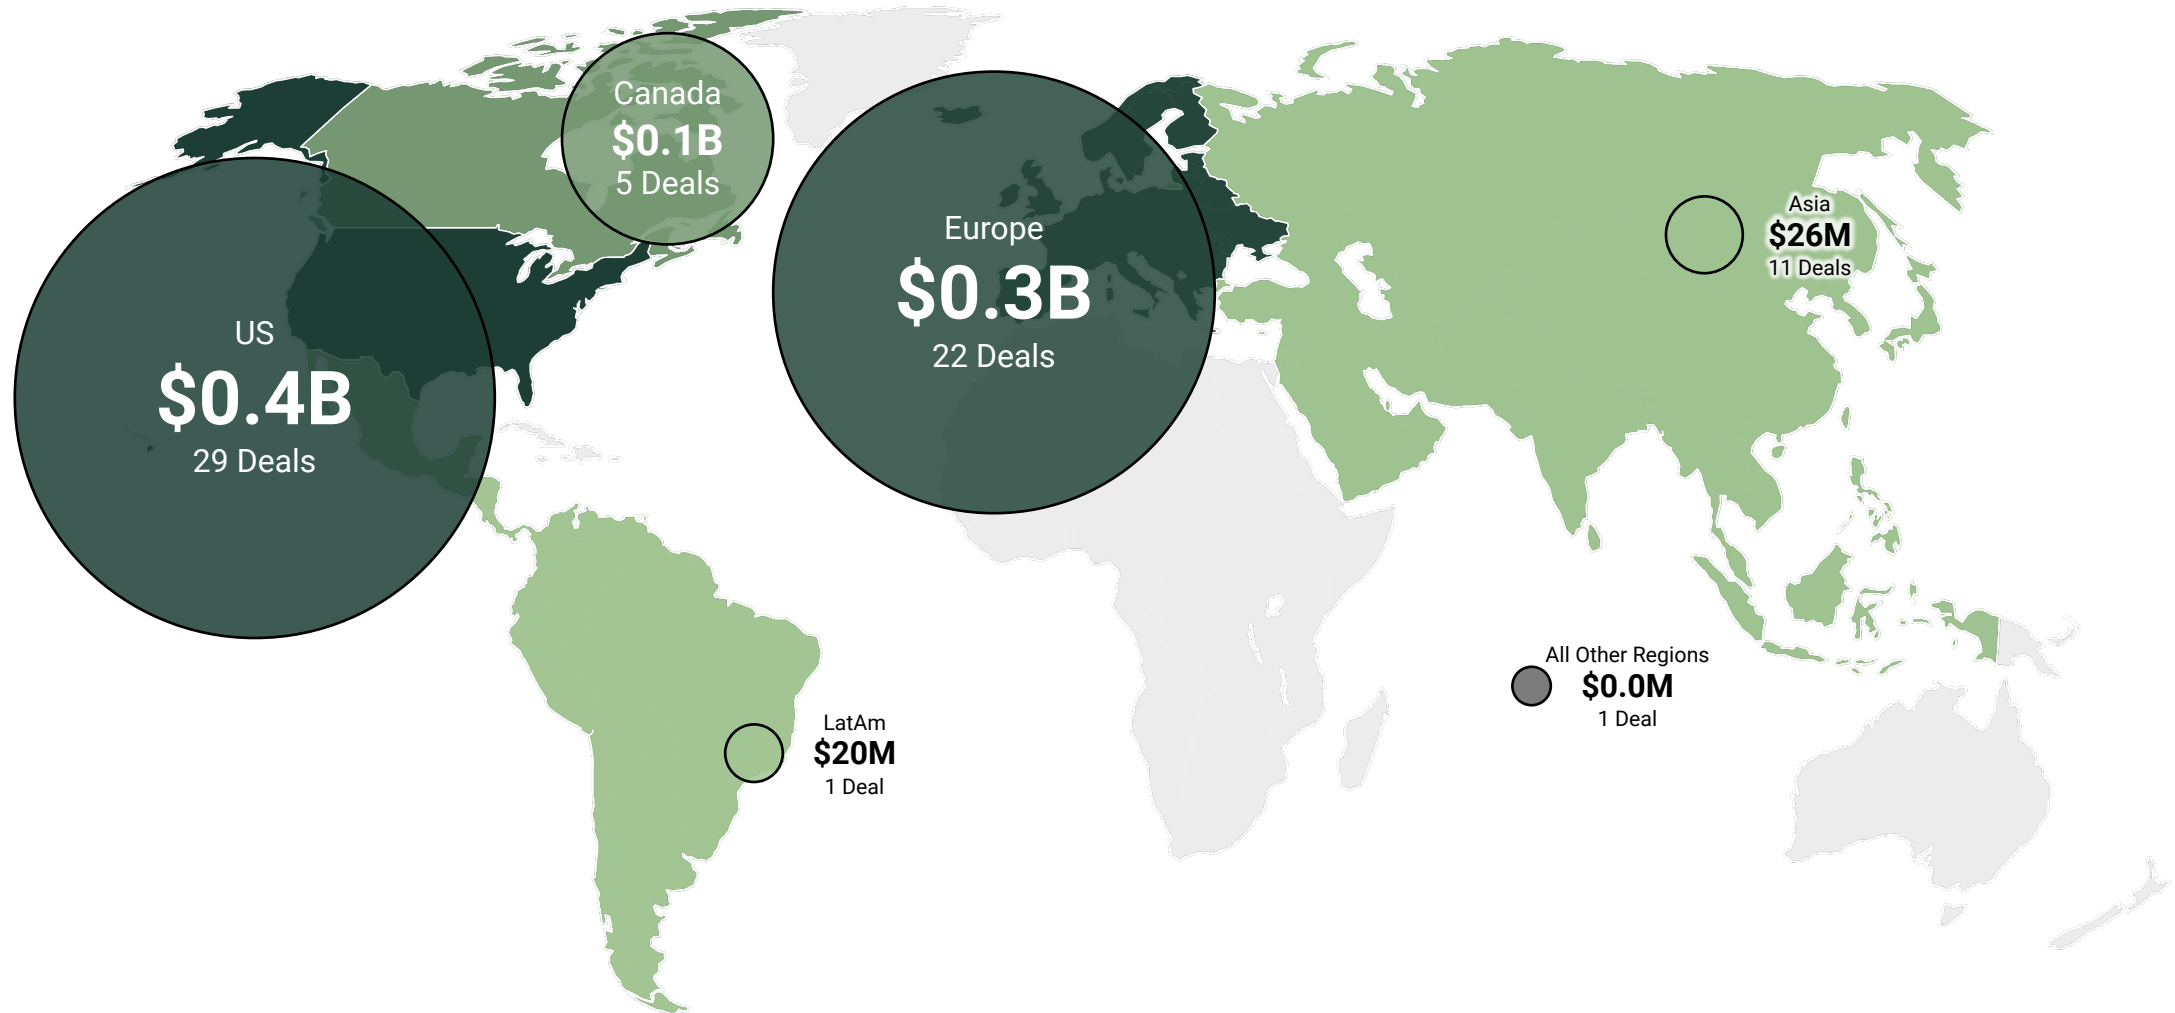 Canada
$0.1B
5 Deals
US
$0.4B
29 Deals
Europe
$0.3B
22 Deals
Asia
$26M
11 Deals
LatAm
$20M
1 Deal
All Other Regions
$0.0M
1 Deal